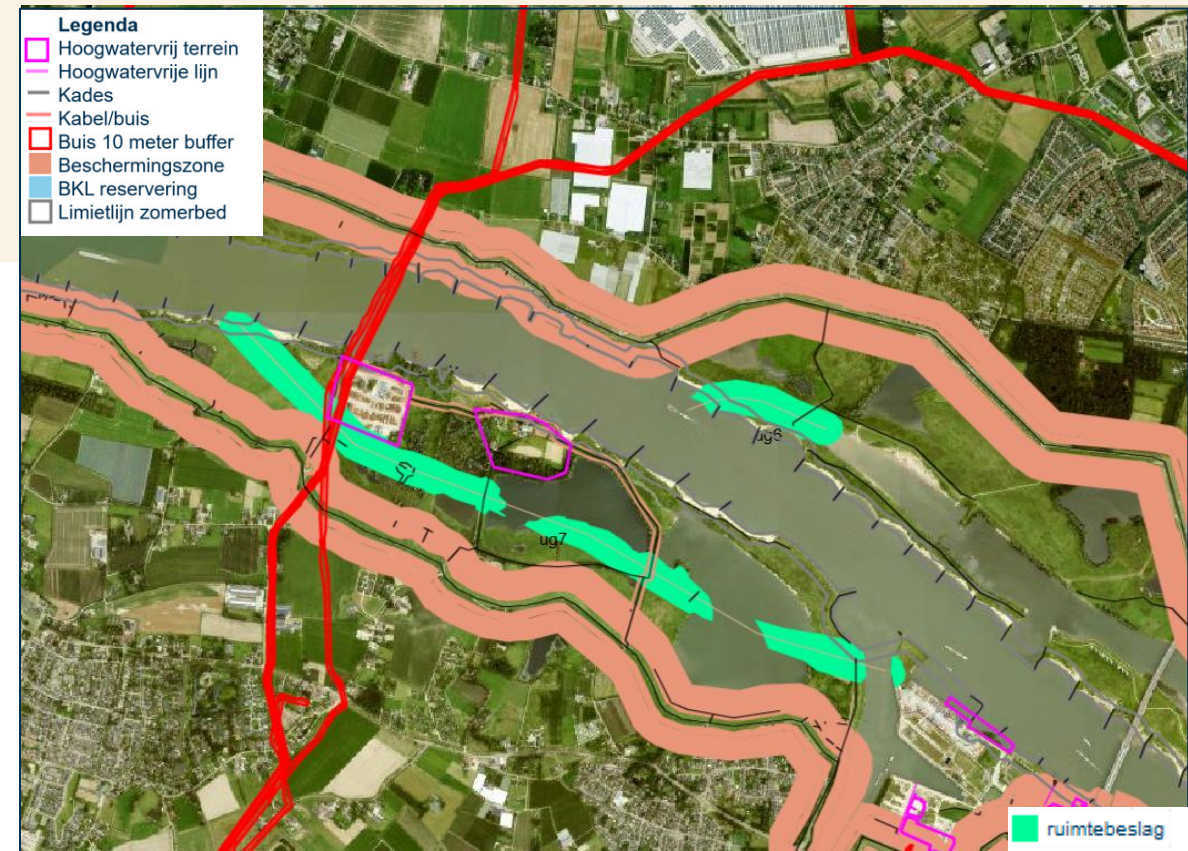 Legenda
Hoogwatervrij terrein
Hoogwatervrije lijn
Kades
Kabel/buis
Buis 10 meter buffer
Beschermingszone
BKL reservering
Limietlijn zomerbed
ug6
ug7
ruimtebeslag